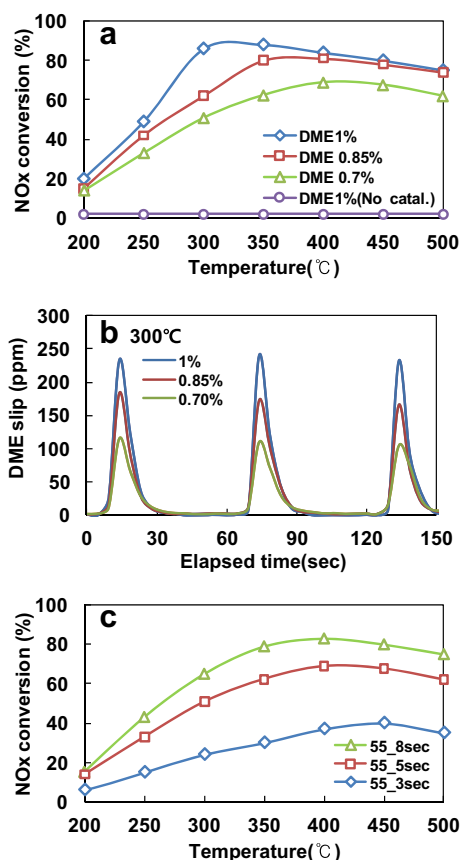 a
NOx conversion (%)
100
80
60
40
20
0
DME1%
DME 0.85%
DME 0.7%
DME1%(No catal.)
200 250 300 350 400 450 500
Temperature(℃)
b
300℃
DME slip (ppm)
300
250
200
150
100
50
0
1%
0.85%
0.70%
0 30 60 90 120 150
Elapsed time(sec)
c
NOx conversion (%)
100
80
60
40
20
0
55_8sec
55_5sec
55_3sec
200 250 300 350 400 450 500
Temperature(℃)